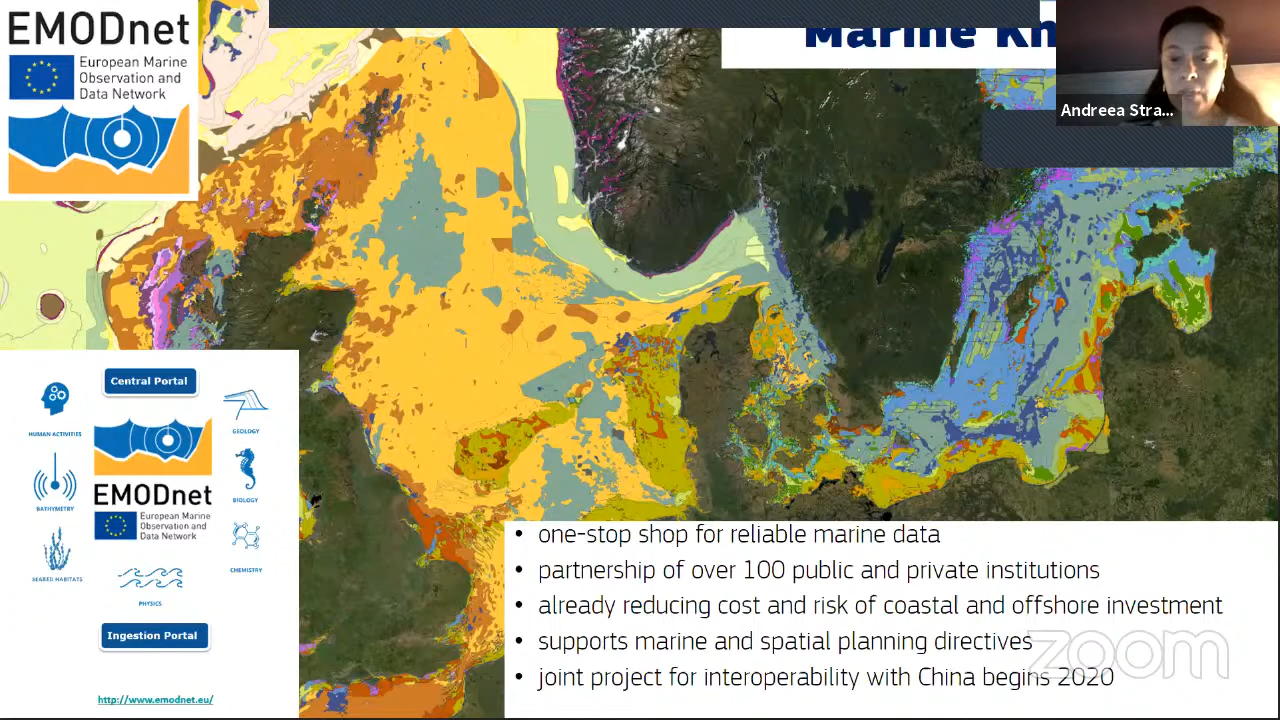 EMODnet
European Marine
Observation and
Data Network
Marine Kn
Andreea Stra...
Central Portal
HUMAN ACTIVITIES
GEOLOGY
BATHYMETRY
BIOLOGY
EMODnet
European Marine
Observation and
Data Network
SEABED HABITATS
CHEMISTRY
PHYSICS
Ingestion Portal
http://www.emodnet.eu/
• one-stop shop for reliable marine data
• partnership of over 100 public and private institutions
• already reducing cost and risk of coastal and offshore investment
• supports marine and spatial planning directives
• joint project for interoperability with China begins 2020
zoom